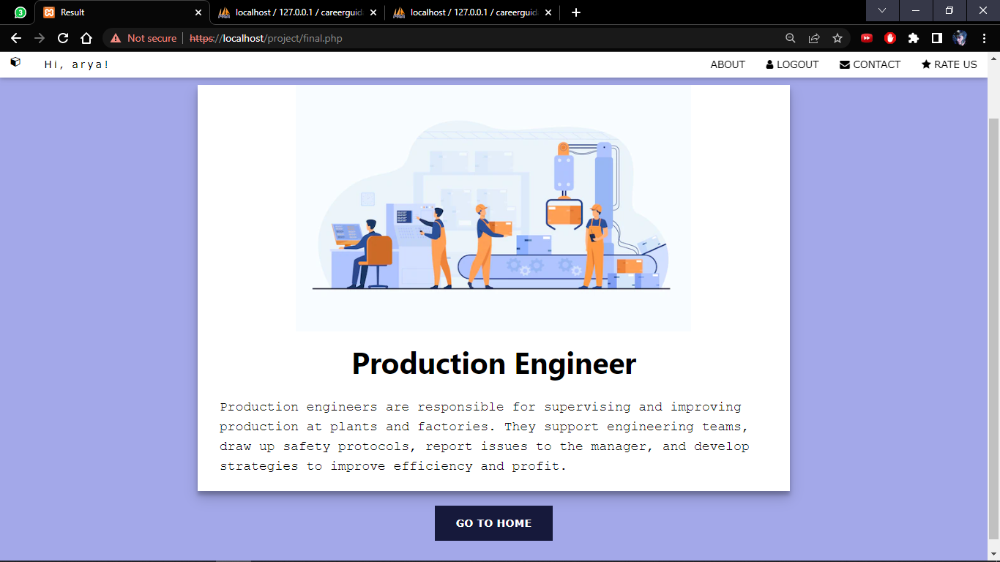 3
Result
localhost / 127.0.0.1 / careerguid
localhost / 127.0.0.1 / careerguid
Not secure
https://localhost/project/final.php
Hi, arya!
ABOUT
LOGOUT
CONTACT
RATE US
Production Engineer
Production engineers are responsible for supervising and improving
production at plants and factories. They support engineering teams,
draw up safety protocols, report issues to the manager, and develop
strategies to improve efficiency and profit.
GO TO HOME